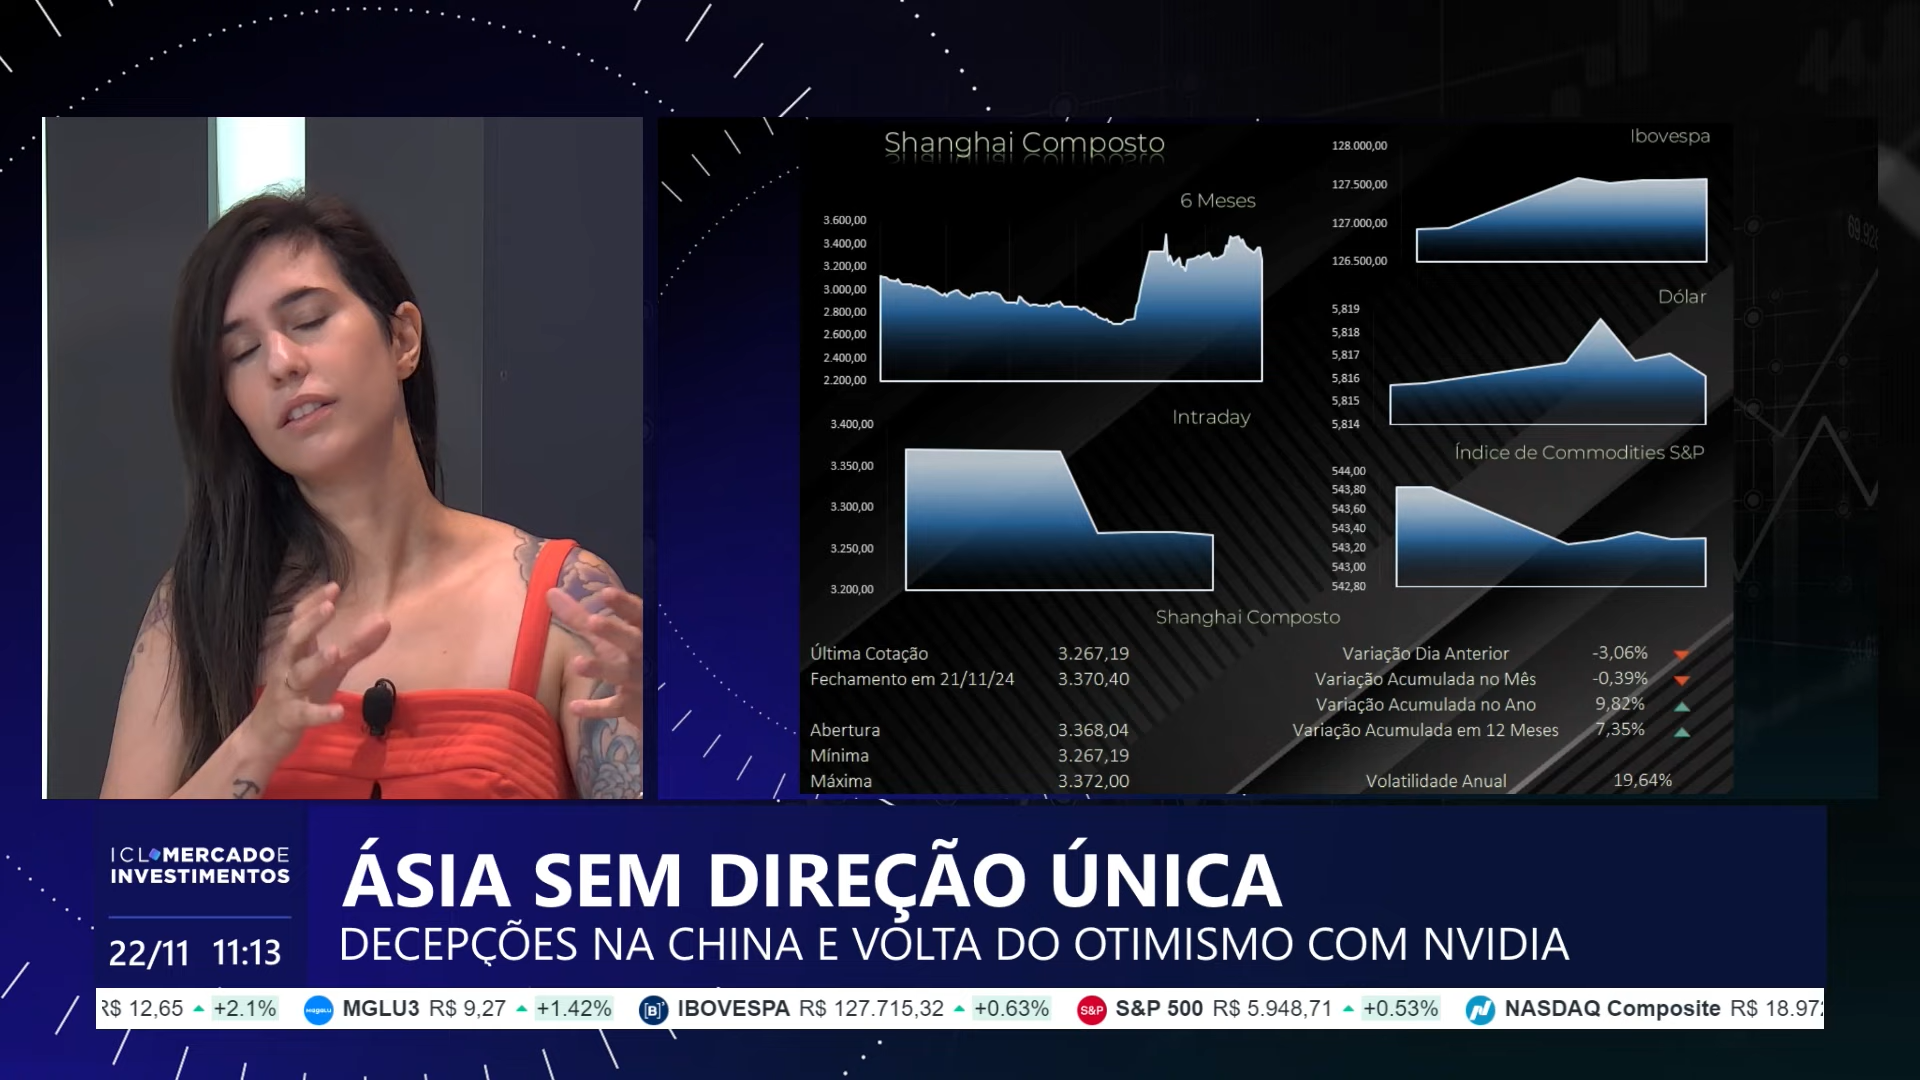 Shanghai Composto
6 Meses
3.600,00
3.400,00
3.200,00
3.000,00
2.800,00
2.600,00
2.400,00
2.200,00
Intraday
3.400,00
3.350,00
3.300,00
3.250,00
3.200,00
Ibovespa
128.000,00
127.500,00
127.000,00
126.500,00
Dólar
5,819
5,818
5,817
5,816
5,815
5,814
Índice de Commodities S&P
544,00
543,80
543,60
543,40
543,20
543,00
542,80
Shanghai Composto
Última Cotação 3.267,19
Fechamento em 21/11/24 3.370,40
Abertura 3.368,04
Mínima 3.267,19
Máxima 3.372,00
Variação Dia Anterior -3,06%
Variação Acumulada no Mês -0,39%
Variação Acumulada no Ano 9,82%
Variação Acumulada em 12 Meses 7,35%
Volatilidade Anual 19,64%
ICL MERCADO E
INVESTIMENTOS
22/11 11:13
ÁSIA SEM DIREÇÃO ÚNICA
DECEPÇÕES NA CHINA E VOLTA DO OTIMISMO COM NVIDIA
R$ 12,65 +2.1% MGLU3 R$ 9,27 +1.42% [B]³ IBOVESPA R$ 127.715,32 +0.63% S&P S&P 500 R$ 5.948,71 +0.53% NASDAQ Composite R$ 18.97